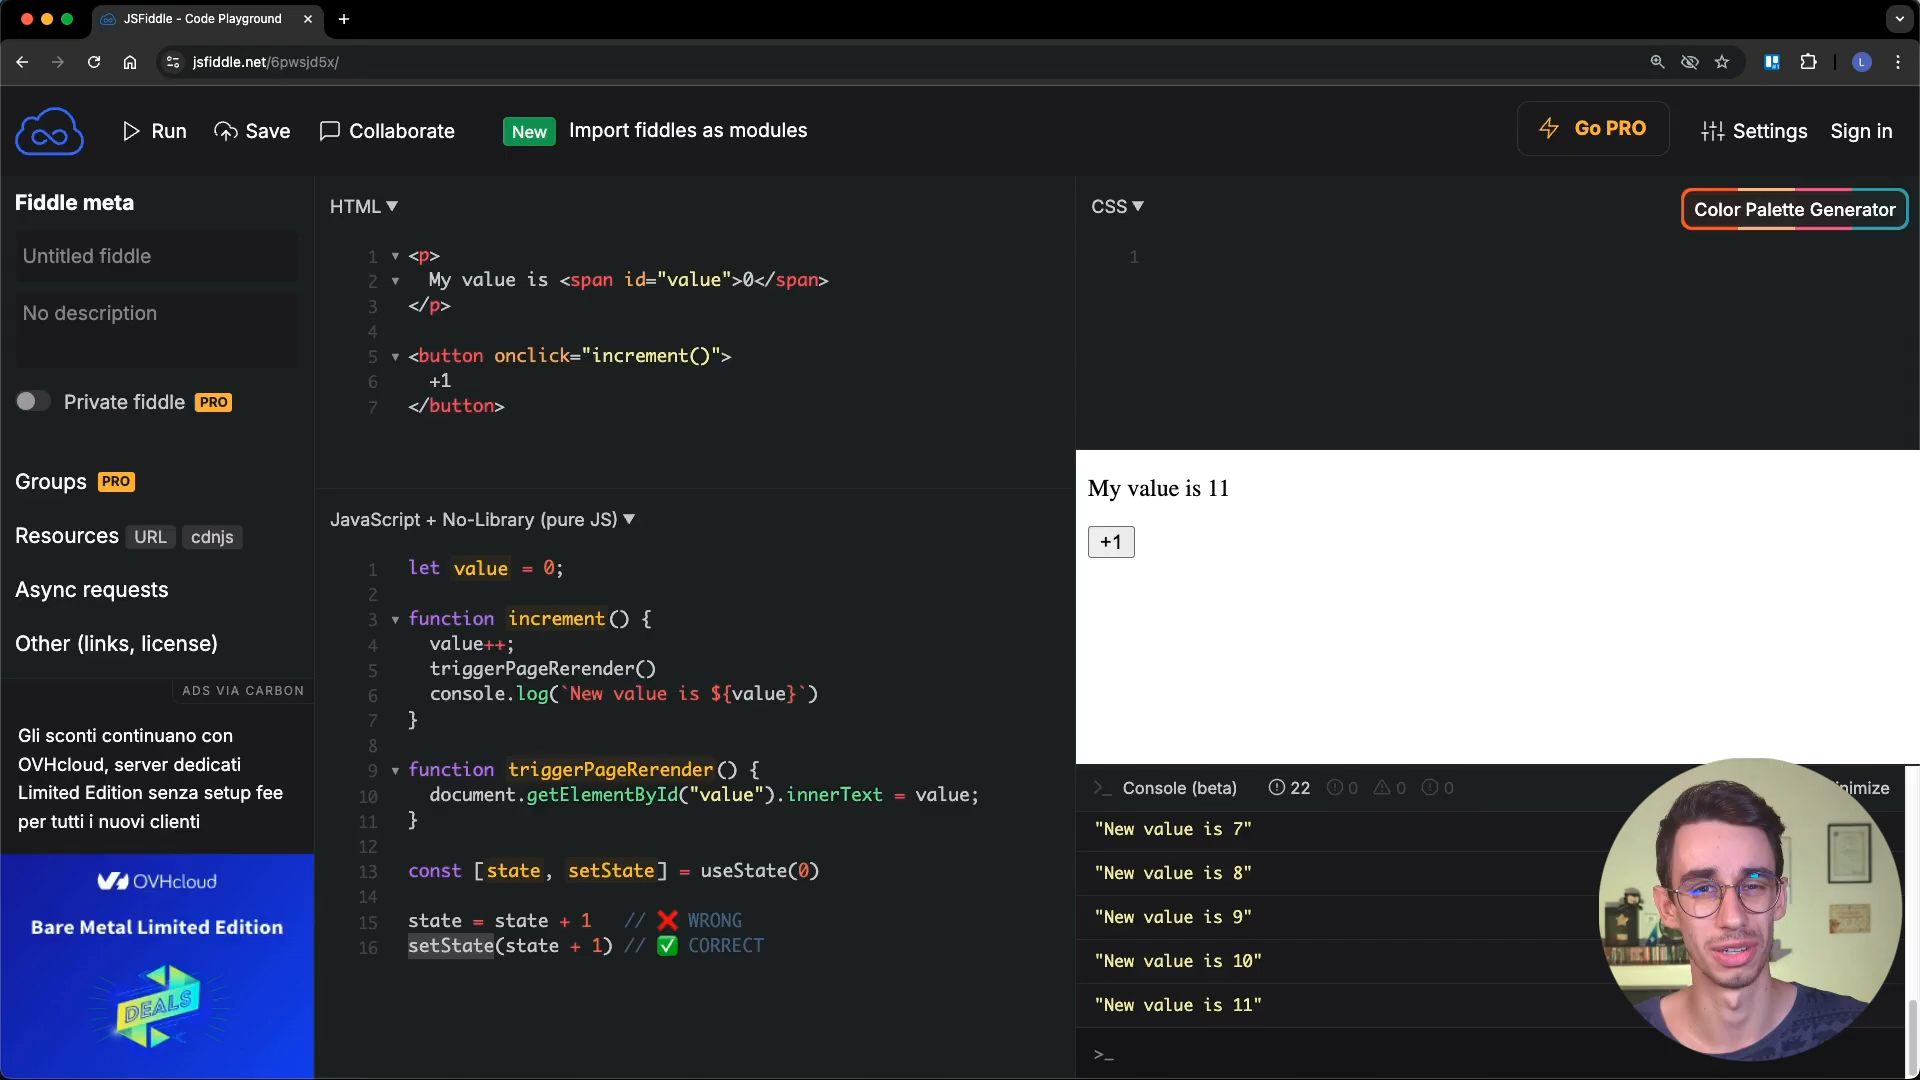 JSFiddle - Code Playground
jsfiddle.net/6pwsjd5x/
L
Run
Save
Collaborate
New
Import fiddles as modules
Go PRO
Settings
Sign in
Fiddle meta
Untitled fiddle
No description
Private fiddle PRO
Groups PRO
Resources URL cdnjs
Async requests
Other (links, license)
ADS VIA CARBON
Gli sconti continuano con
OVHcloud, server dedicati
Limited Edition senza setup fee
per tutti i nuovi clienti
OVHcloud
Bare Metal Limited Edition
DEALS
HTML
1 <p>
2 My value is <span id="value">0</span>
3 </p>
4
5 <button onclick="increment()">
6 +1
7 </button>
JavaScript + No-Library (pure JS)
1 let value = 0;
2
3 function increment() {
4 value++;
5 triggerPageRerender()
6 console.log(`New value is ${value}`)
7 }
8
9 function triggerPageRerender() {
10 document.getElementById("value").innerText = value;
11 }
12
13 const [state, setState] = useState(0)
14
15 state = state + 1 // ❌ WRONG
16 setState(state + 1) // ✅ CORRECT
CSS
Color Palette Generator
1
My value is 11
+1
>_ Console (beta) 22 0 0 0
nimize
"New value is 7"
"New value is 8"
"New value is 9"
"New value is 10"
"New value is 11"
>_